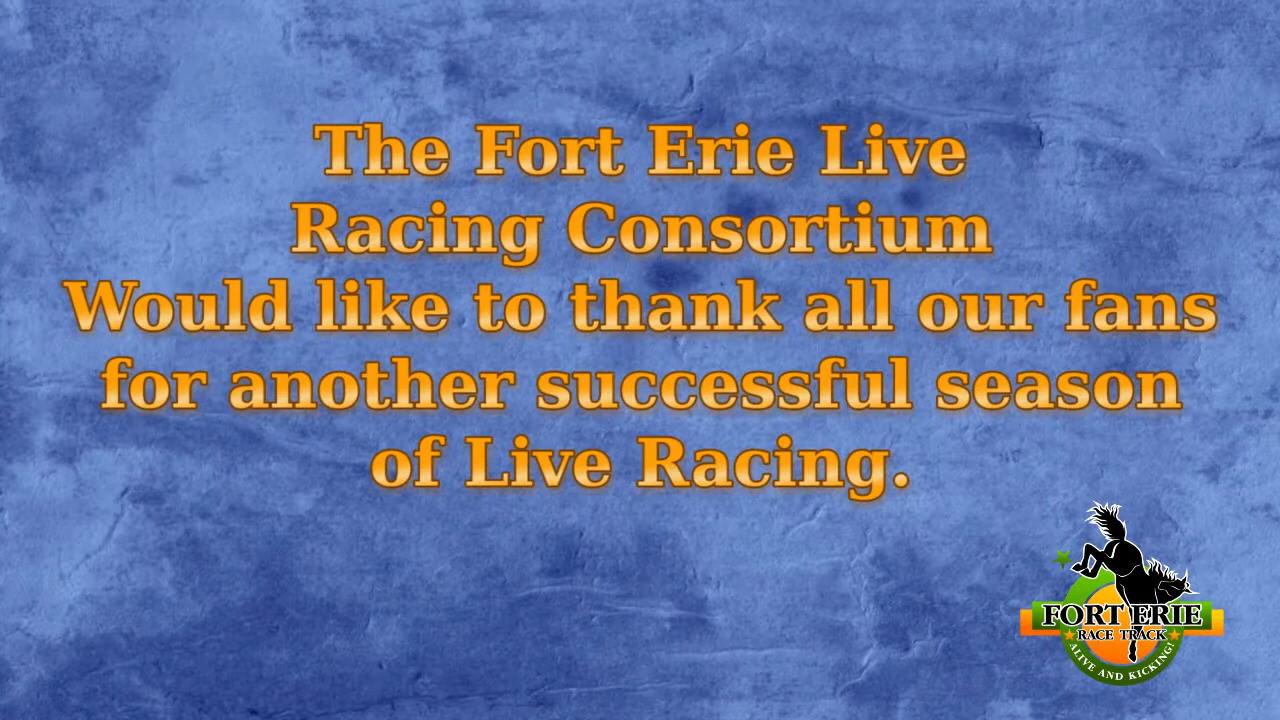 The Fort Erie Live
Racing Consortium
Would like to thank all our fans
for another successful season
of Live Racing.
FORT ERIE
RACE TRACK
ALIVE AND KICKING!